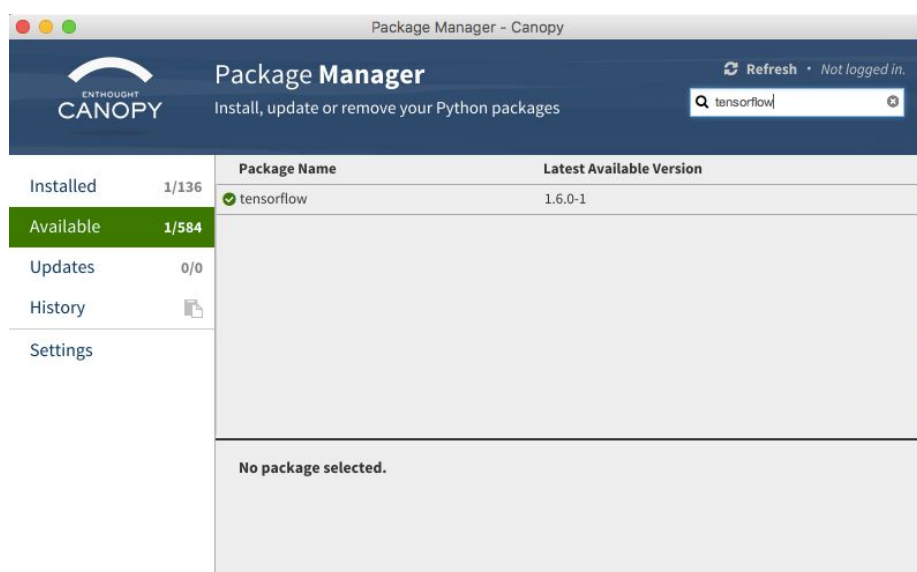 Package Manager - Canopy
ENTHOUGHT
CANOPY
Package Manager
Install, update or remove your Python packages
Refresh • Not logged in.
tensorflow
Installed 1/136
Available 1/584
Updates 0/0
History
Settings
Package Name Latest Available Version
tensorflow 1.6.0-1
No package selected.